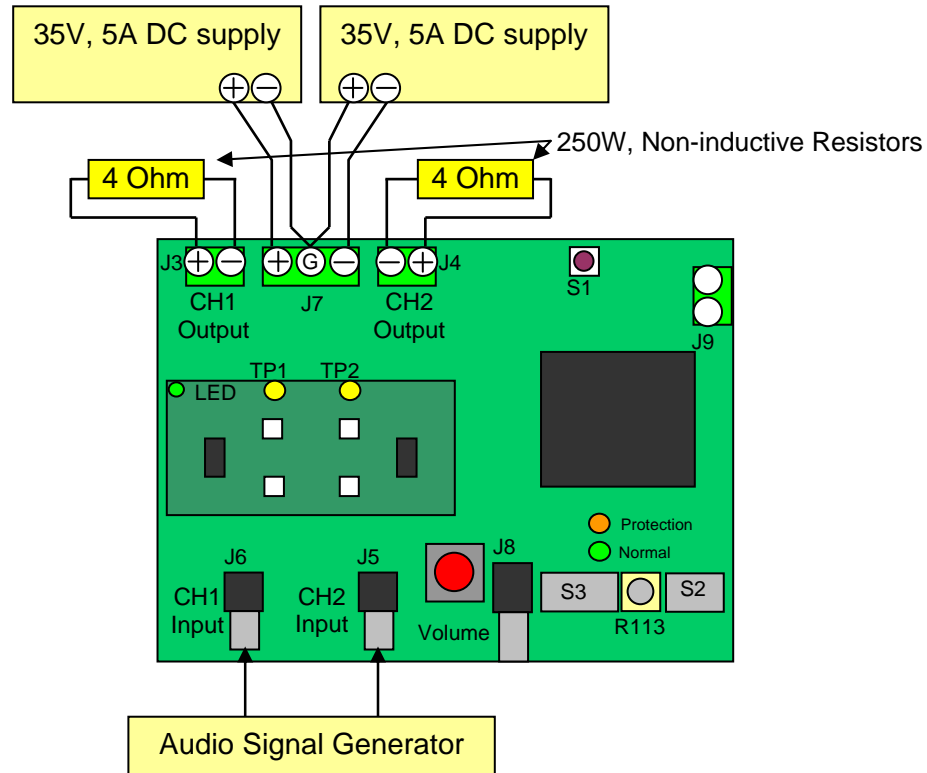 35V, 5A DC supply
35V, 5A DC supply
+ −
+ −
250W, Non-inductive Resistors
4 Ohm
4 Ohm
J3
+ −
+ G −
− +
J4
CH1
Output
J7
CH2
Output
S1
J9
LED
TP1
TP2
Protection
Normal
J6
J5
J8
CH1
Input
CH2
Input
Volume
S3
S2
R113
Audio Signal Generator